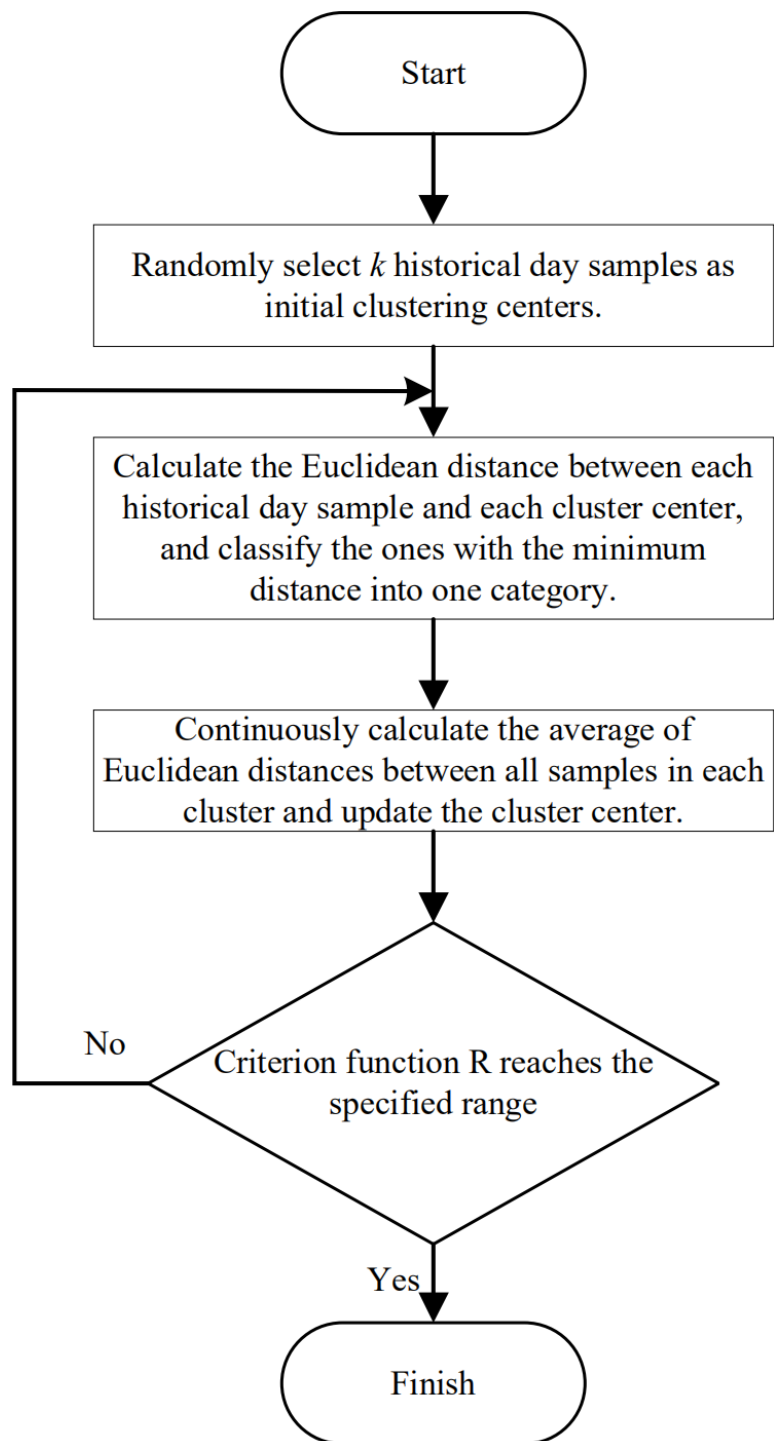 Start
Randomly select k historical day samples as
initial clustering centers.
Calculate the Euclidean distance between each
historical day sample and each cluster center,
and classify the ones with the minimum
distance into one category.
Continuously calculate the average of
Euclidean distances between all samples in each
cluster and update the cluster center.
No
Criterion function R reaches the
specified range
Yes
Finish